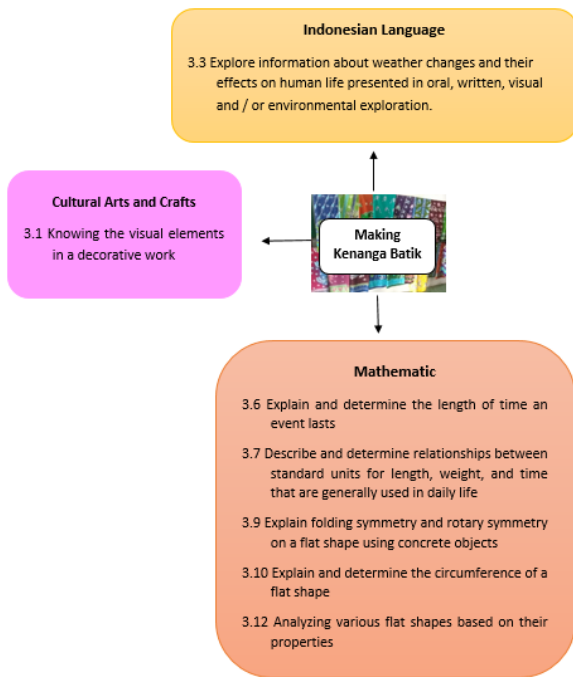 Indonesian Language
3.3 Explore information about weather changes and their
effects on human life presented in oral, written, visual
and / or environmental exploration.
Cultural Arts and Crafts
3.1 Knowing the visual elements
in a decorative work
Making
Kenanga Batik
Mathematic
3.6 Explain and determine the length of time an
event lasts
3.7 Describe and determine relationships between
standard units for length, weight, and time
that are generally used in daily life
3.9 Explain folding symmetry and rotary symmetry
on a flat shape using concrete objects
3.10 Explain and determine the circumference of a
flat shape
3.12 Analyzing various flat shapes based on their
properties